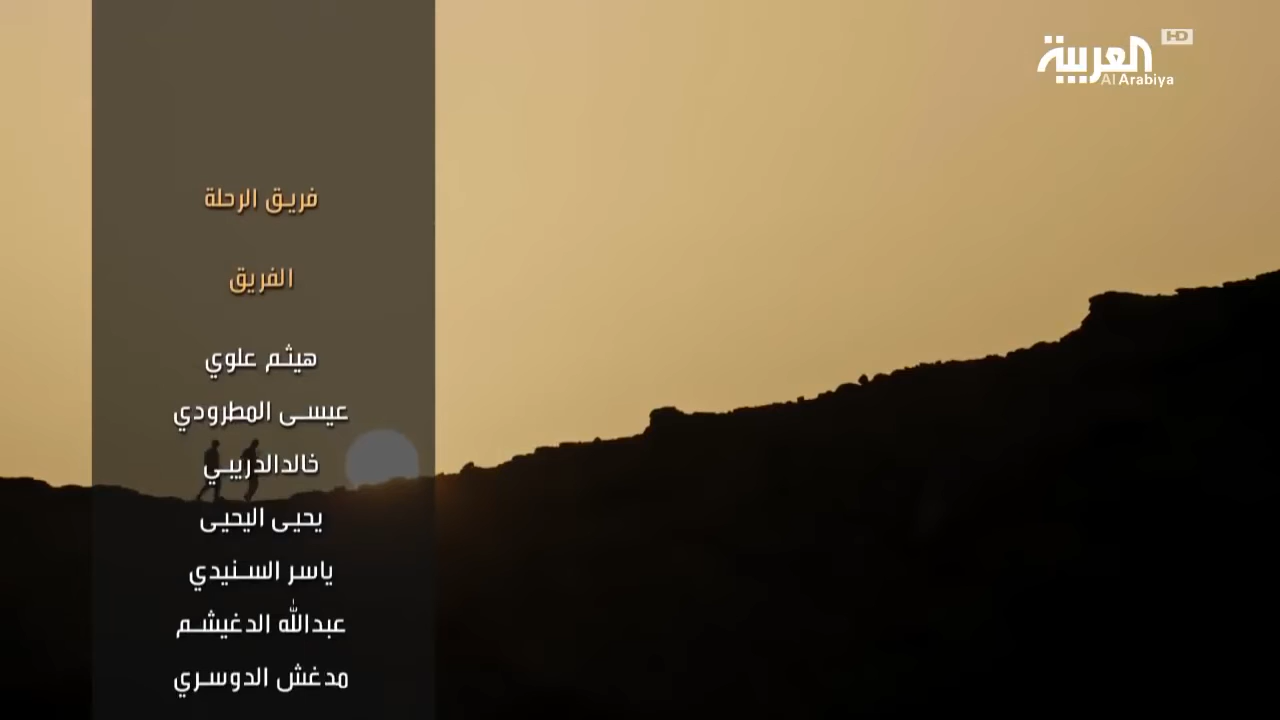 HD
العربية
Al Arabiya
فريق الرحلة
الفريق
هيثم علوي
عيسى المطرودي
خالدالدريبي
يحيى اليحيى
ياسر السنيدي
عبدالله الدغيشم
مدغش الدوسري